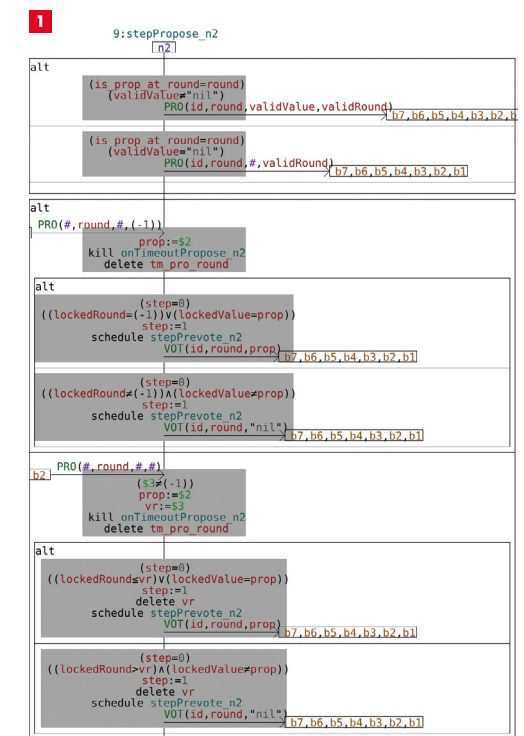 1
9:stepPropose_n2
n2
alt
(is_prop_at_round=round)
(validValue≠"nil")
PRO(id,round,validValue,validRound)
b7,b6,b5,b4,b3,b2,b
(is_prop_at_round=round)
(validValue="nil")
PRO(id,round,#,validRound)
b7,b6,b5,b4,b3,b2,b1
alt
PRO(#,round,#,(-1))
prop:=$2
kill onTimeoutPropose_n2
delete tm_pro_round
alt
(step=0)
((lockedRound=(-1))∨(lockedValue=prop))
step:=1
schedule stepPrevote_n2
VOT(id,round,prop)
b7,b6,b5,b4,b3,b2,b1
(step=0)
((lockedRound≠(-1))∧(lockedValue≠prop))
step:=1
schedule stepPrevote_n2
VOT(id,round,"nil")
b7,b6,b5,b4,b3,b2,b1
PRO(#,round,#,#)
b2
($3≠(-1))
prop:=$2
vr:=$3
kill onTimeoutPropose_n2
delete tm_pro_round
alt
(step=0)
((lockedRound≤vr)∨(lockedValue=prop))
step:=1
delete vr
schedule stepPrevote_n2
VOT(id,round,prop)
b7,b6,b5,b4,b3,b2,b1
(step=0)
((lockedRound>vr)∧(lockedValue≠prop))
step:=1
delete vr
schedule stepPrevote_n2
VOT(id,round,"nil")
b7,b6,b5,b4,b3,b2,b1